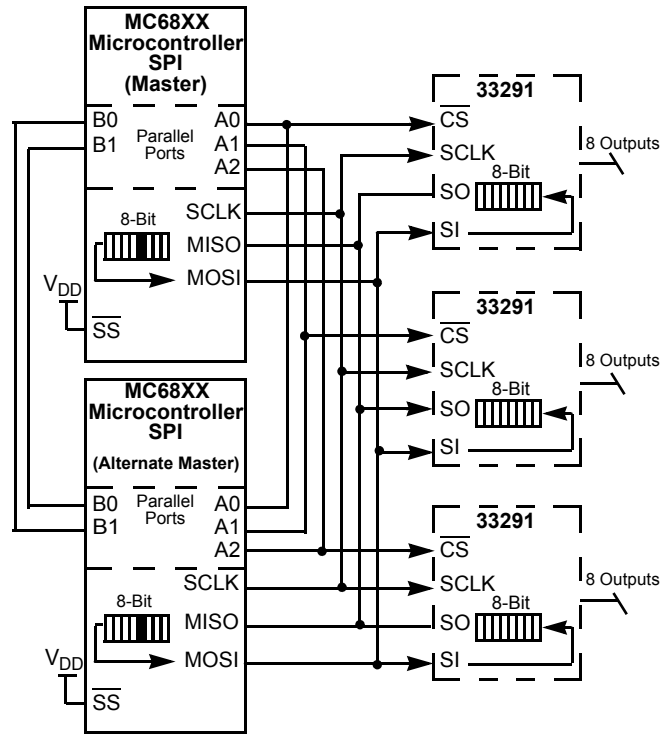 MC68XX
Microcontroller
SPI
(Master)
B0
B1
Parallel
Ports
A0
A1
A2
SCLK
8-Bit
MISO
MOSI
VDD
SS
MC68XX
Microcontroller
SPI
(Alternate Master)
B0
B1
Parallel
Ports
A0
A1
A2
SCLK
8-Bit
MISO
MOSI
VDD
SS
33291
CS
SCLK
8-Bit
SO
SI
8 Outputs
33291
CS
SCLK
8-Bit
SO
SI
8 Outputs
33291
CS
SCLK
8-Bit
SO
SI
8 Outputs